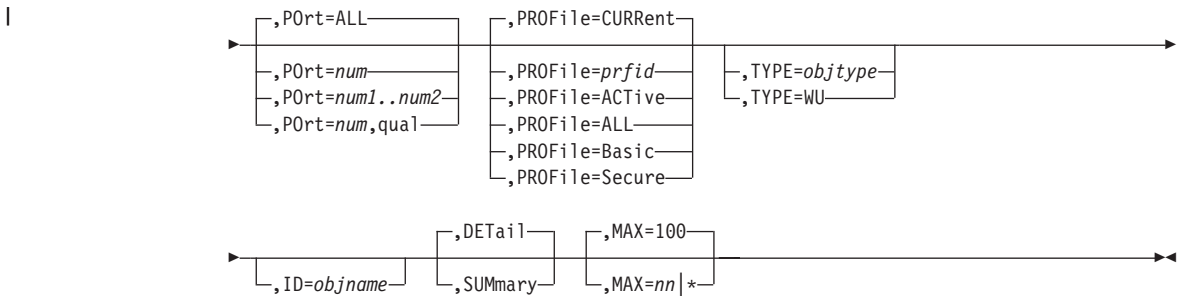 |
,POrt=ALL ,PROFile=CURRent
,POrt=num ,PROFile=prfid ,TYPE=objtype
,POrt=num1..num2 ,PROFile=ACTive ,TYPE=WU
,POrt=num,qual ,PROFile=ALL
,PROFile=Basic
,PROFile=Secure
,DETail ,MAX=100
,ID=objname ,SUMmary ,MAX=nn|*